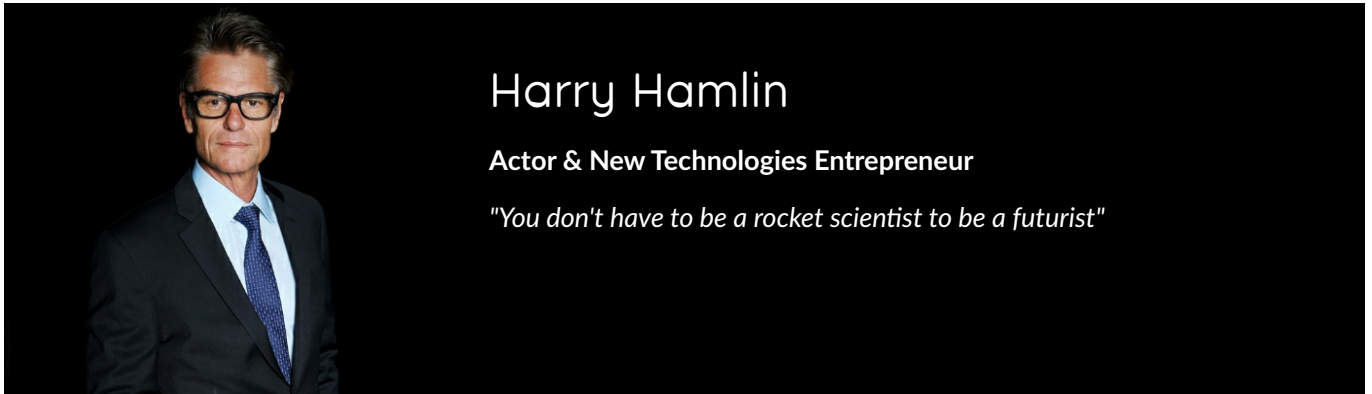 Harry Hamlin
Actor & New Technologies Entrepreneur
"You don't have to be a rocket scientist to be a futurist"